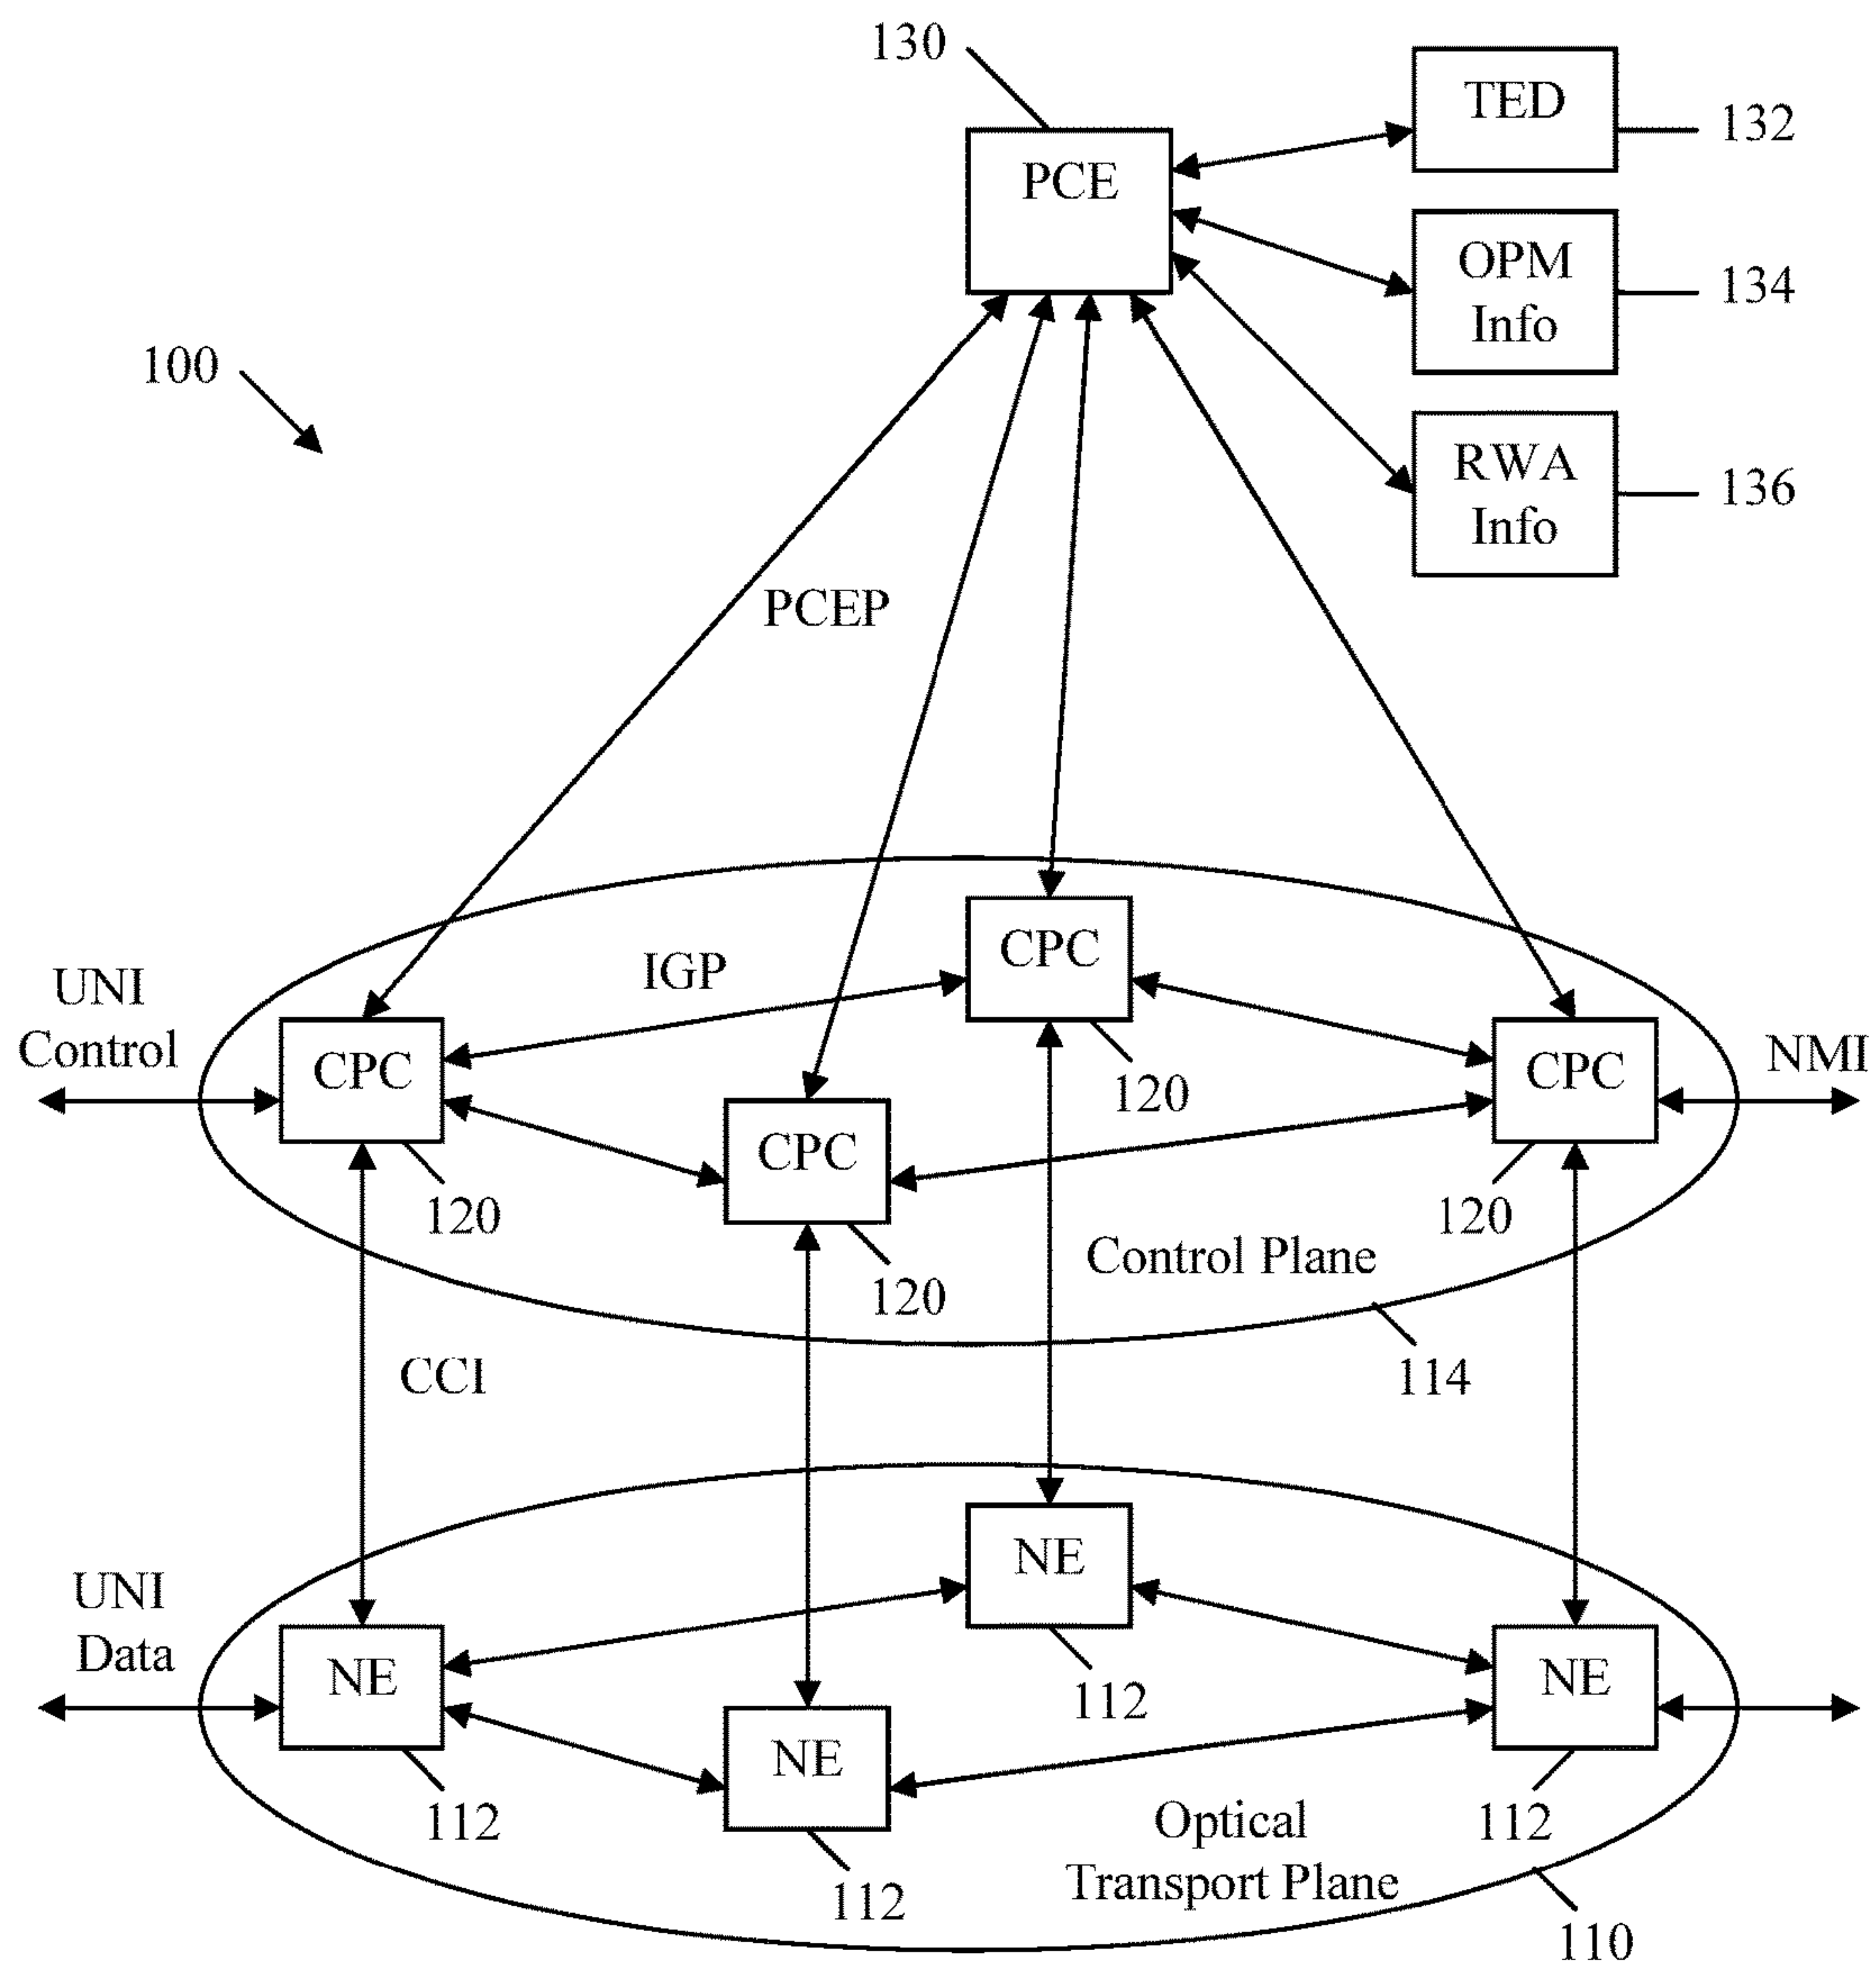 130
TED
132
PCE
OPM
Info
134
100
RWA
Info
136
PCEP
UNI
Control
IGP
CPC
NMI
CPC
CPC
120
CPC
120
120
120
Control Plane
CCI
114
UNI
Data
NE
NE
NE
112
NE
112
112
Optical
Transport Plane
112
110